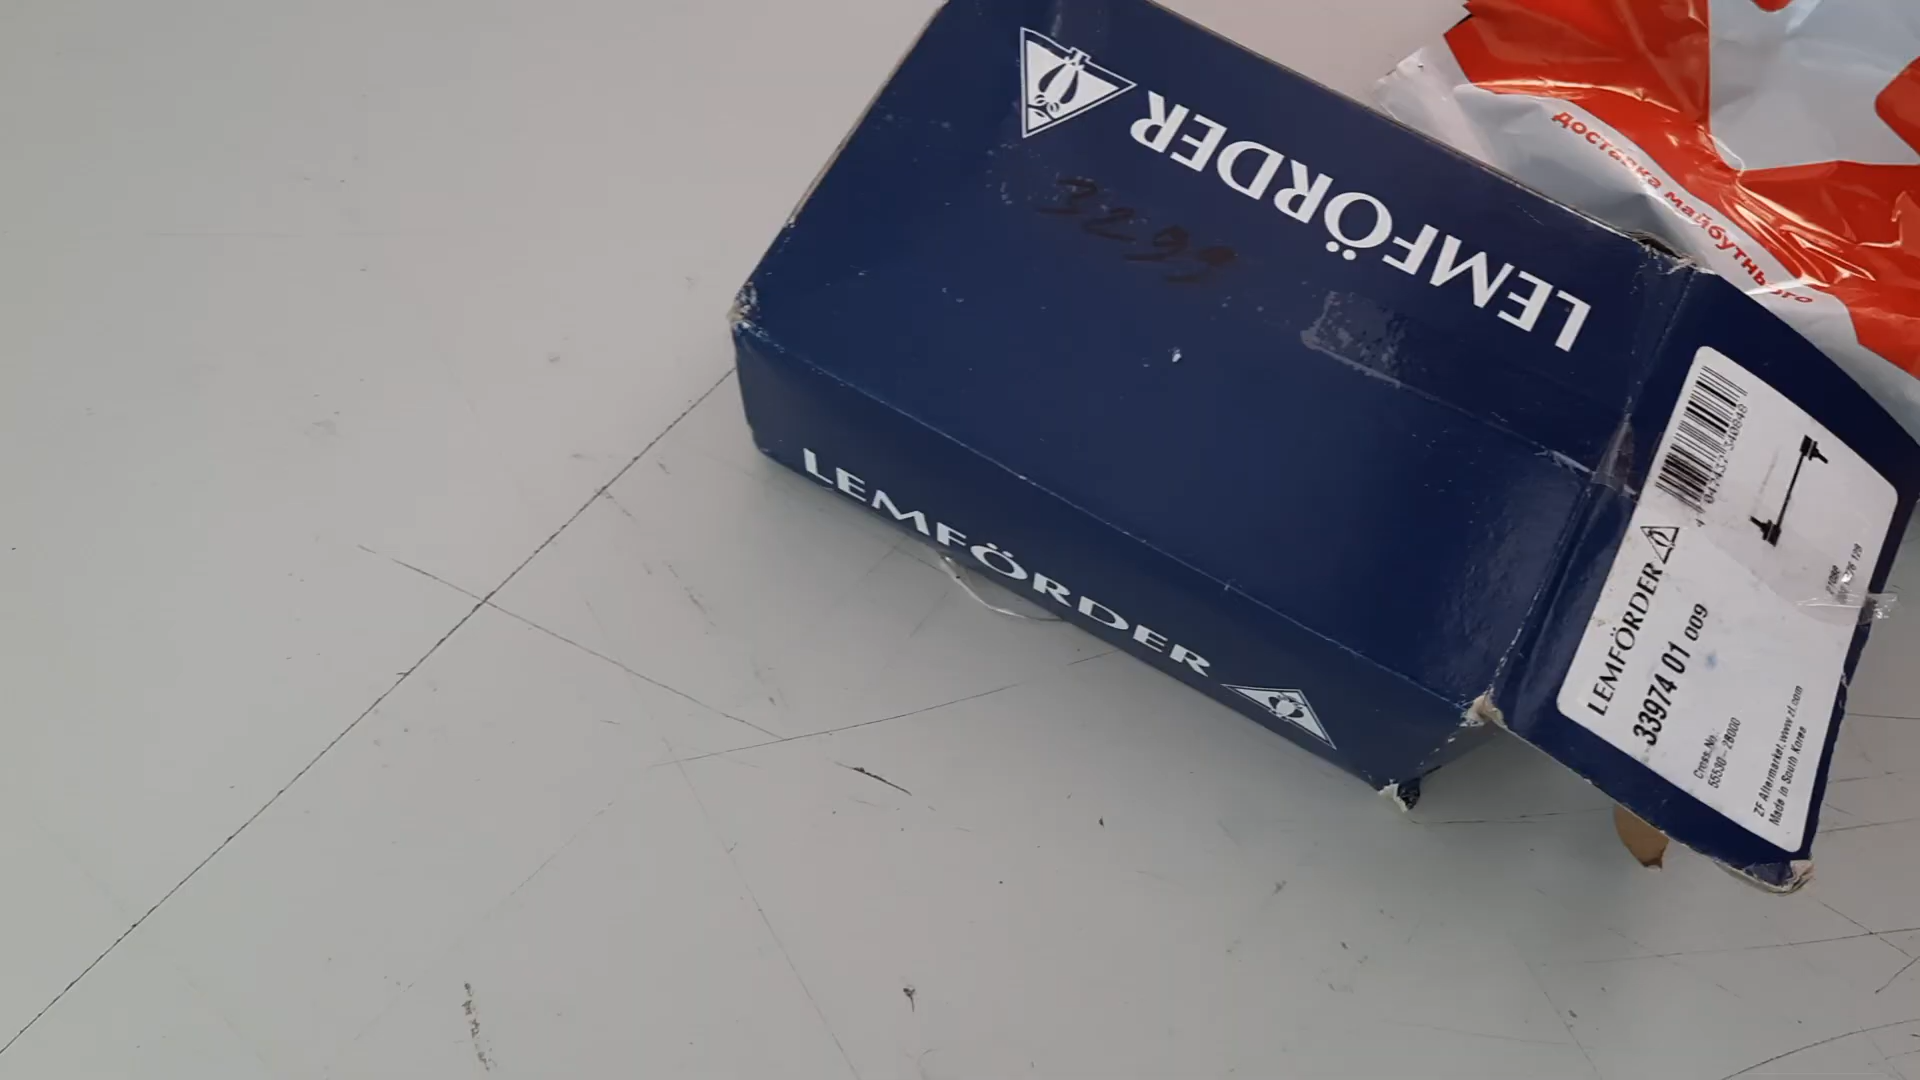 LEMFÖRDER
LEMFÖRDER
доставка майбутнього
LEMFÖRDER
33974 01 009
Cross No.
55530-2B000
ZF Aftermarket, www.zf.com
Made in South Korea